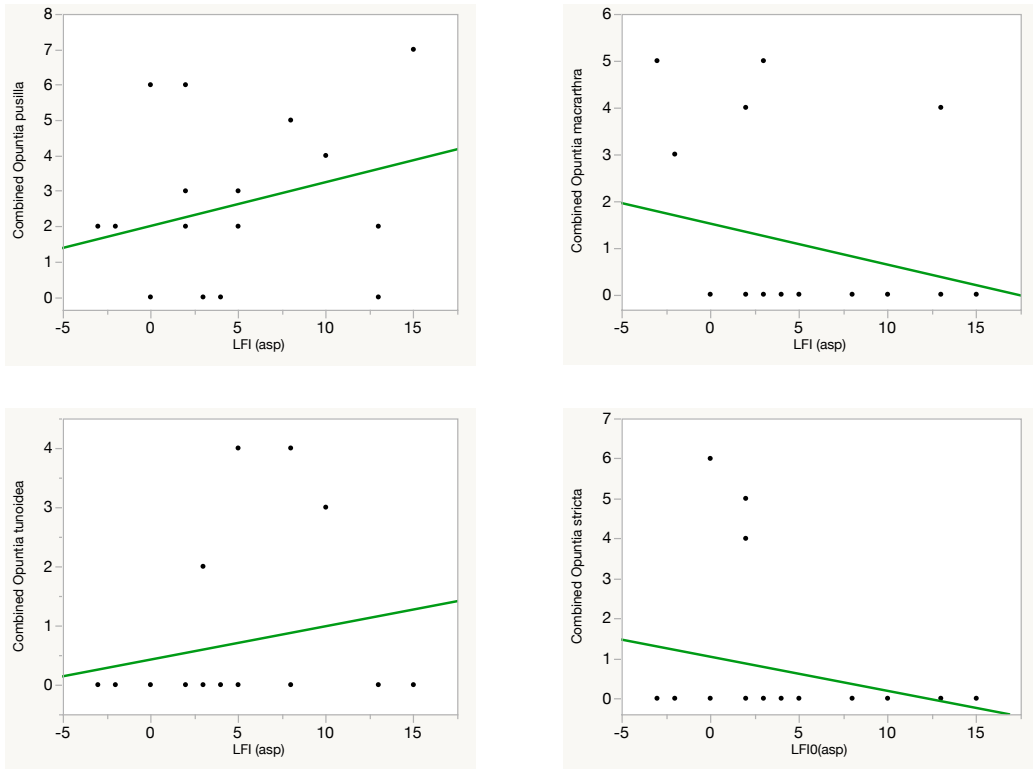 8
7
6
5
4
3
2
1
0
Combined Opuntia pusilla
-5 0 5 10 15
LFI (asp)
6
5
4
3
2
1
0
Combined Opuntia macrarthra
-5 0 5 10 15
LFI (asp)
4
3
2
1
0
Combined Opuntia tunoidea
-5 0 5 10 15
LFI (asp)
7
6
5
4
3
2
1
0
Combined Opuntia stricta
-5 0 5 10 15
LFI0(asp)